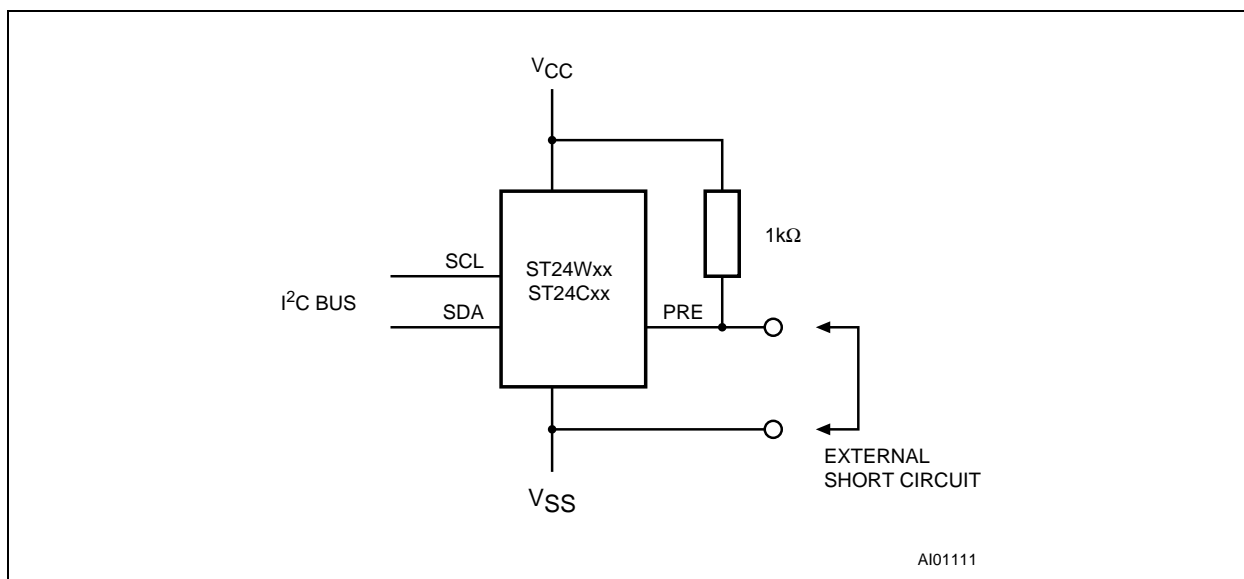 VCC
1kΩ
SCL
ST24Wxx
ST24Cxx
I²C BUS
SDA
PRE
EXTERNAL
SHORT CIRCUIT
VSS
AI01111